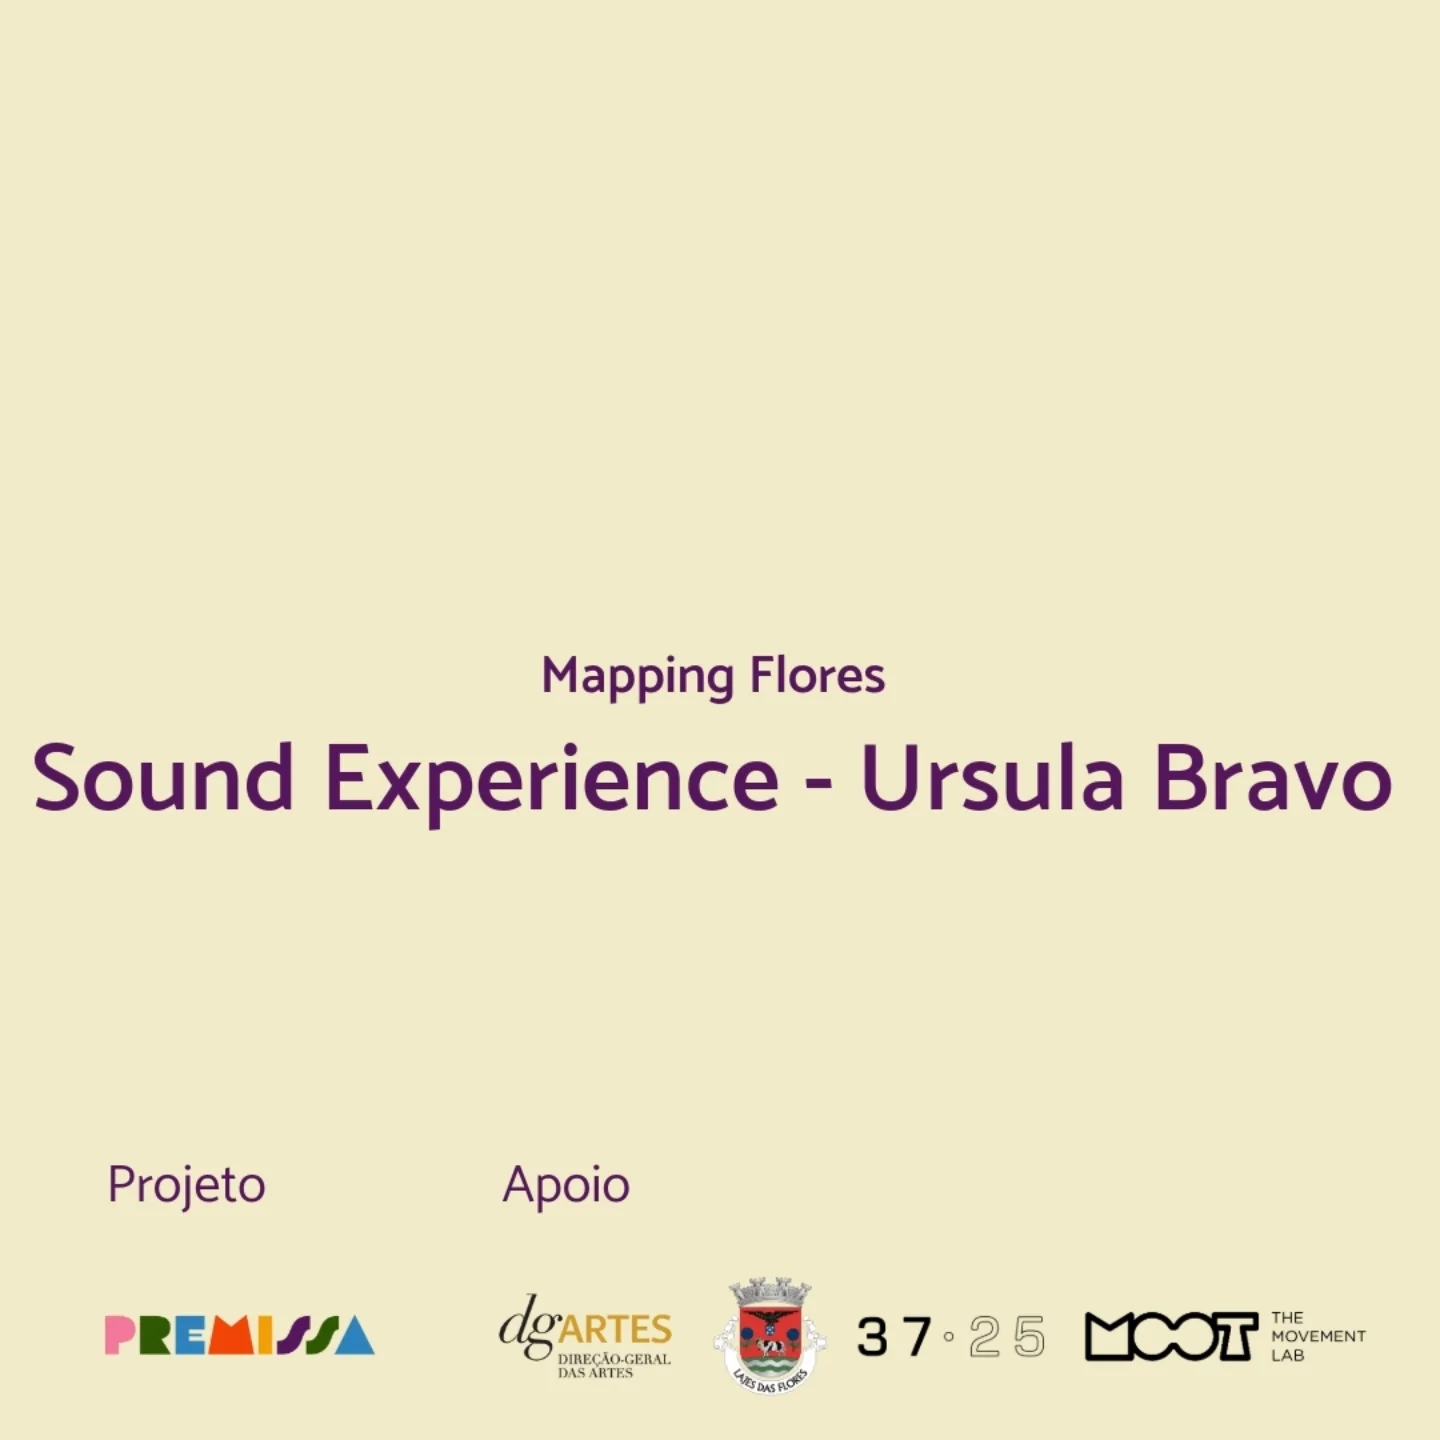 Mapping Flores
Sound Experience - Ursula Bravo
Projeto
Apoio
PREMISSA
dgARTES
DIREÇÃO-GERAL
DAS ARTES
LAJES DAS FLORES
37•25
MOOT
THE
MOVEMENT
LAB